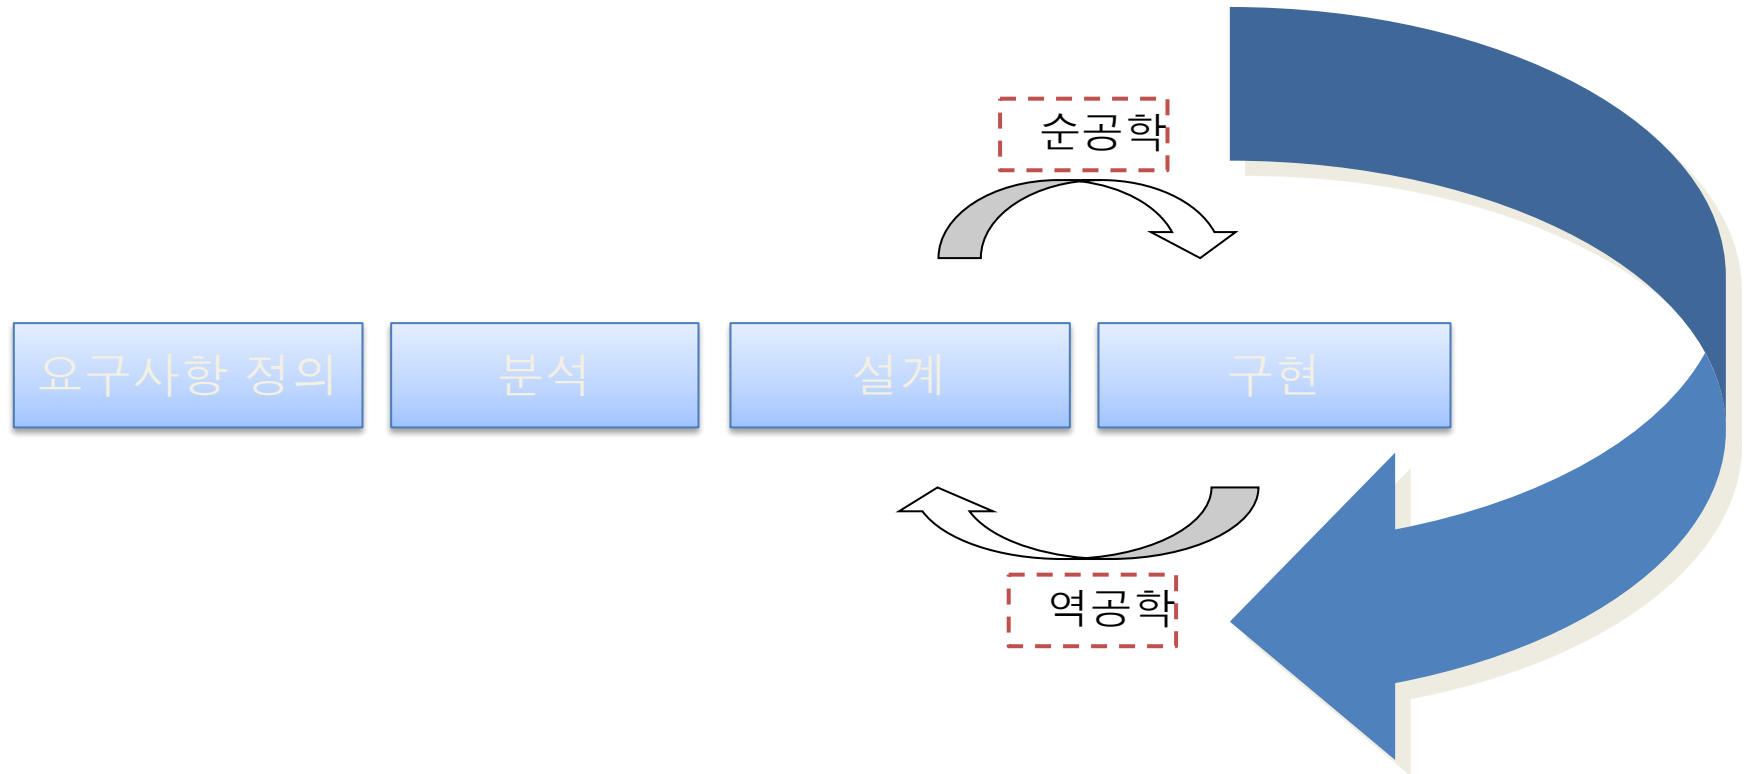 순공학
요구사항 정의
분석
설계
구현
역공학